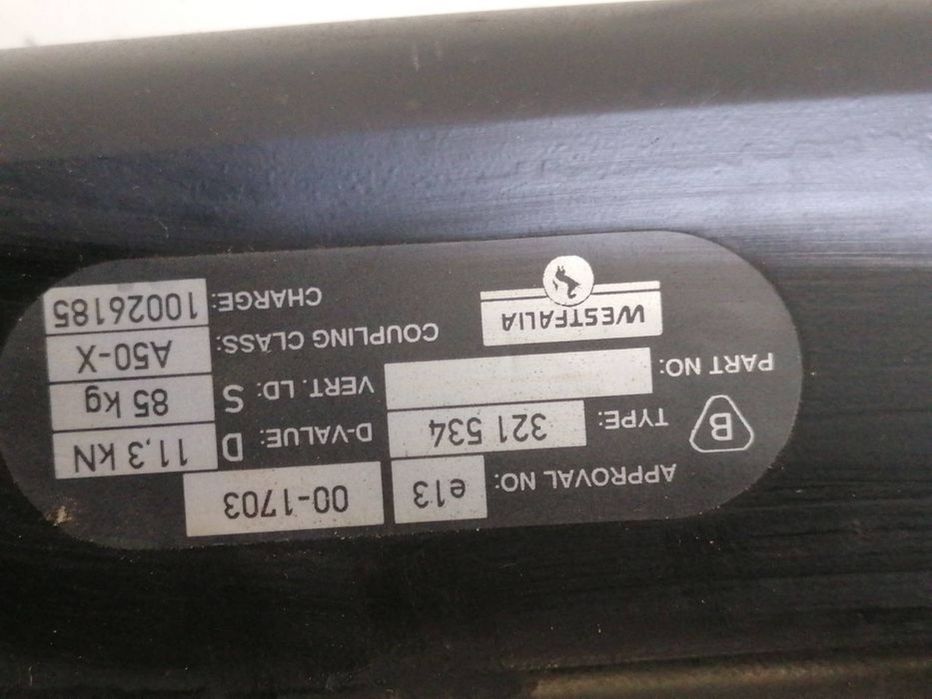 APPROVAL NO: e13 00-1703
B TYPE: 321 534 D-VALUE: D 11,3 kN
PART NO: VERT. LD: S 85 kg
WESTFALIA COUPLING CLASS: A50-X
CHARGE: 10026185